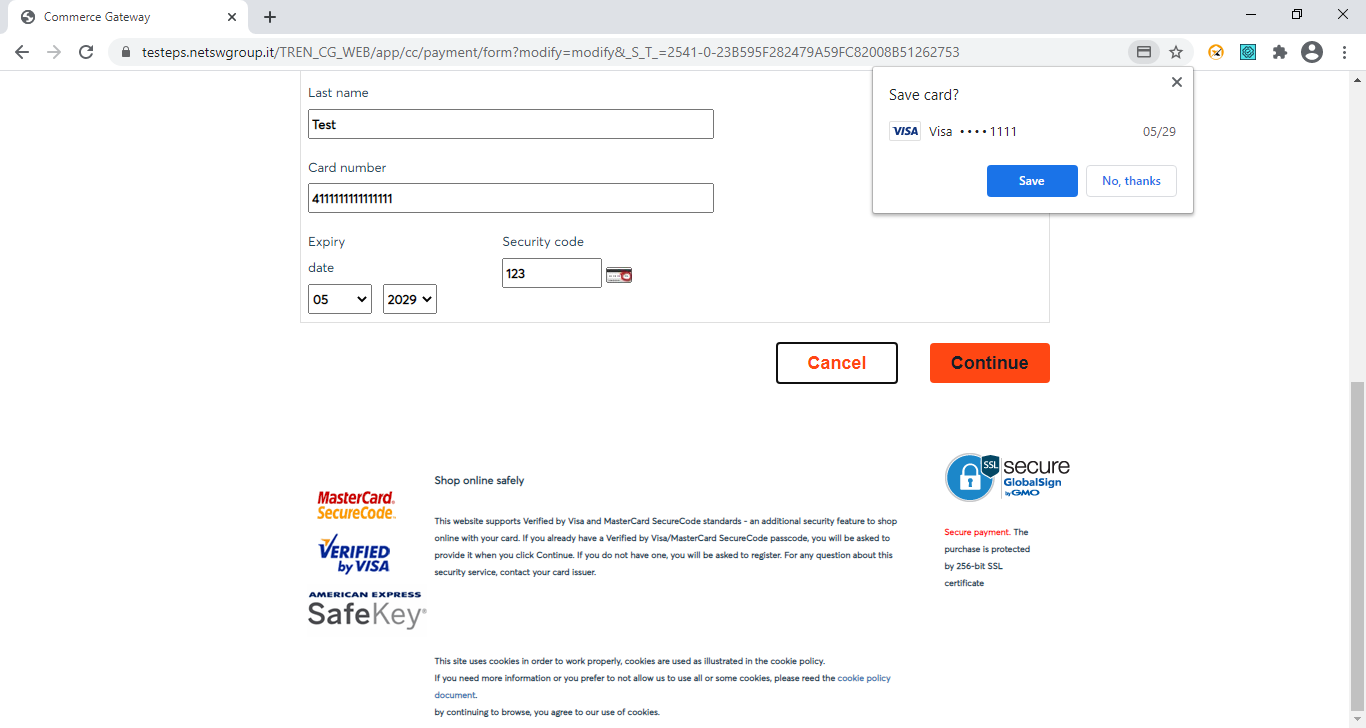 Commerce Gateway
testeps.netswgroup.it/TREN_CG_WEB/app/cc/payment/form?modify=modify&_S_T_=2541-0-23B595F282479A59FC82008B51262753
Save card?
VISA Visa •••• 1111 05/29
Save No, thanks
Last name
Test
Card number
4111111111111111
Expiry
date
05 2029
Security code
123
Cancel Continue
MasterCard.
SecureCode.
VERIFIED
by VISA
AMERICAN EXPRESS
SafeKey®
Shop online safely
This website supports Verified by Visa and MasterCard SecureCode standards - an additional security feature to shop
online with your card. If you already have a Verified by Visa/MasterCard SecureCode passcode, you will be asked to
provide it when you click Continue. If you do not have one, you will be asked to register. For any question about this
security service, contact your card issuer.
SSL secure
GlobalSign
by GMO
Secure payment. The
purchase is protected
by 256-bit SSL
certificate
This site uses cookies in order to work properly, cookies are used as illustrated in the cookie policy.
If you need more information or you prefer to not allow us to use all or some cookies, please reed the cookie policy
document.
by continuing to browse, you agree to our use of cookies.